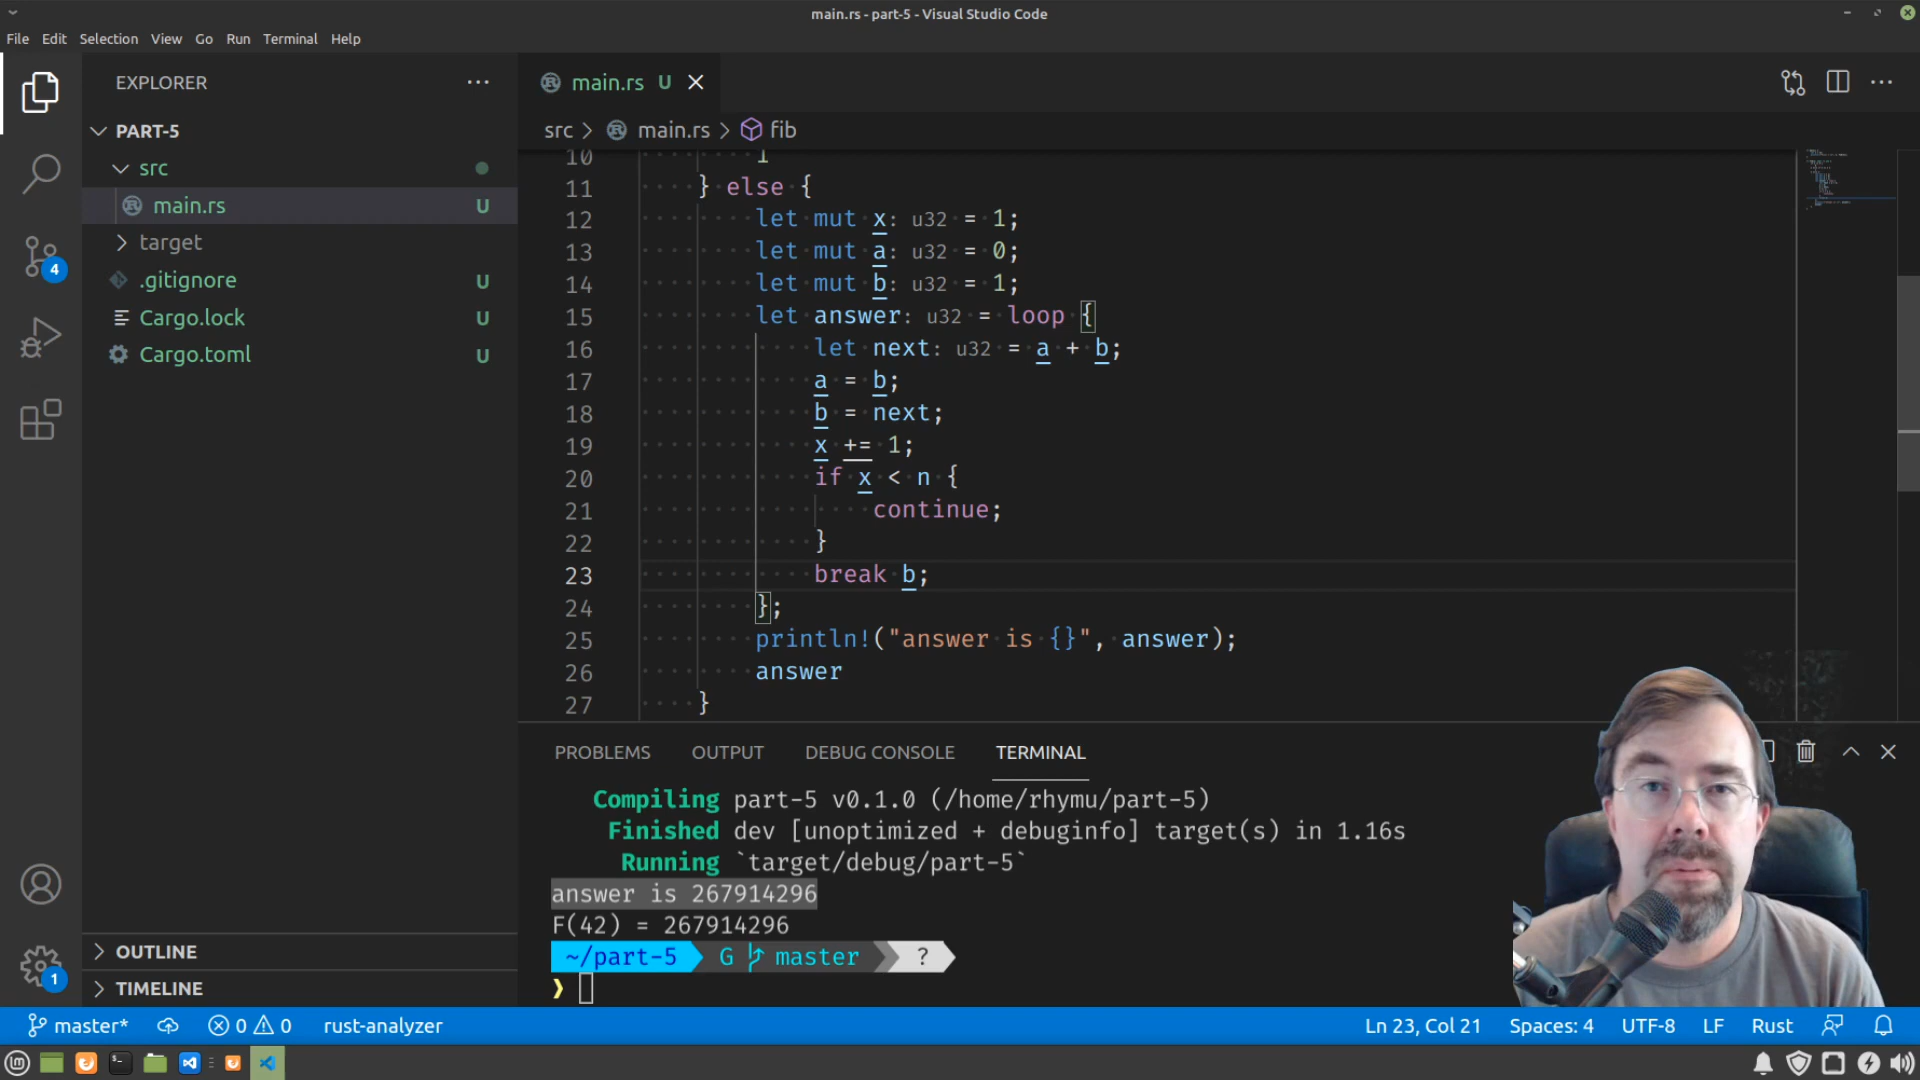 main.rs - part-5 - Visual Studio Code
File Edit Selection View Go Run Terminal Help
EXPLORER
PART-5
src
main.rs U
target
.gitignore U
Cargo.lock U
Cargo.toml U
OUTLINE
TIMELINE
4
1
main.rs U
src > main.rs > fib
10 1
11 } else {
12 let mut x: u32 = 1;
13 let mut a: u32 = 0;
14 let mut b: u32 = 1;
15 let answer: u32 = loop {
16 let next: u32 = a + b;
17 a = b;
18 b = next;
19 x += 1;
20 if x < n {
21 continue;
22 }
23 break b;
24 };
25 println!("answer is {}", answer);
26 answer
27 }
PROBLEMS OUTPUT DEBUG CONSOLE TERMINAL
Compiling part-5 v0.1.0 (/home/rhymu/part-5)
Finished dev [unoptimized + debuginfo] target(s) in 1.16s
Running `target/debug/part-5`
answer is 267914296
F(42) = 267914296
~/part-5 G master ?
❯
master* 0 0 rust-analyzer Ln 23, Col 21 Spaces: 4 UTF-8 LF Rust